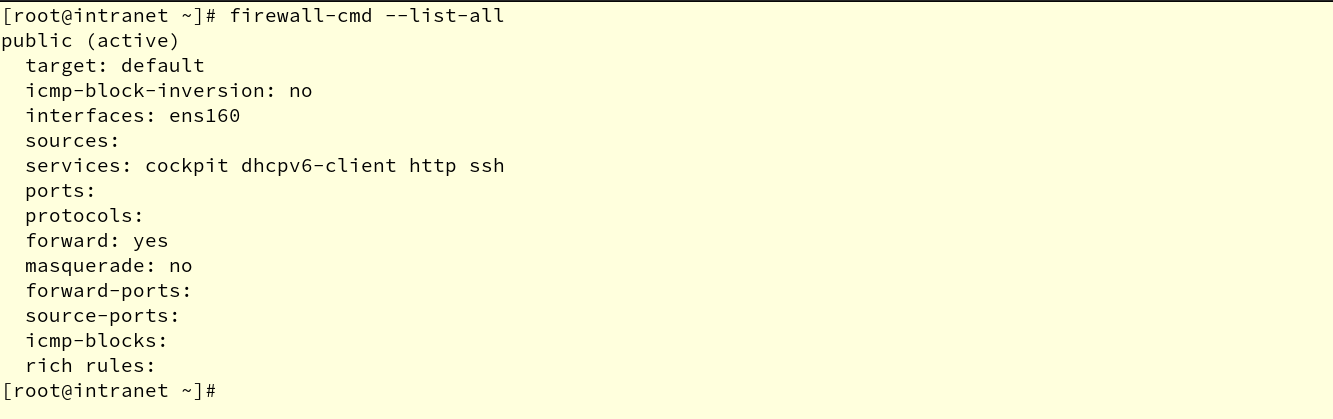 [root@intranet ~]# firewall-cmd --list-all
public (active)
  target: default
  icmp-block-inversion: no
  interfaces: ens160
  sources:
  services: cockpit dhcpv6-client http ssh
  ports:
  protocols:
  forward: yes
  masquerade: no
  forward-ports:
  source-ports:
  icmp-blocks:
  rich rules:
[root@intranet ~]#